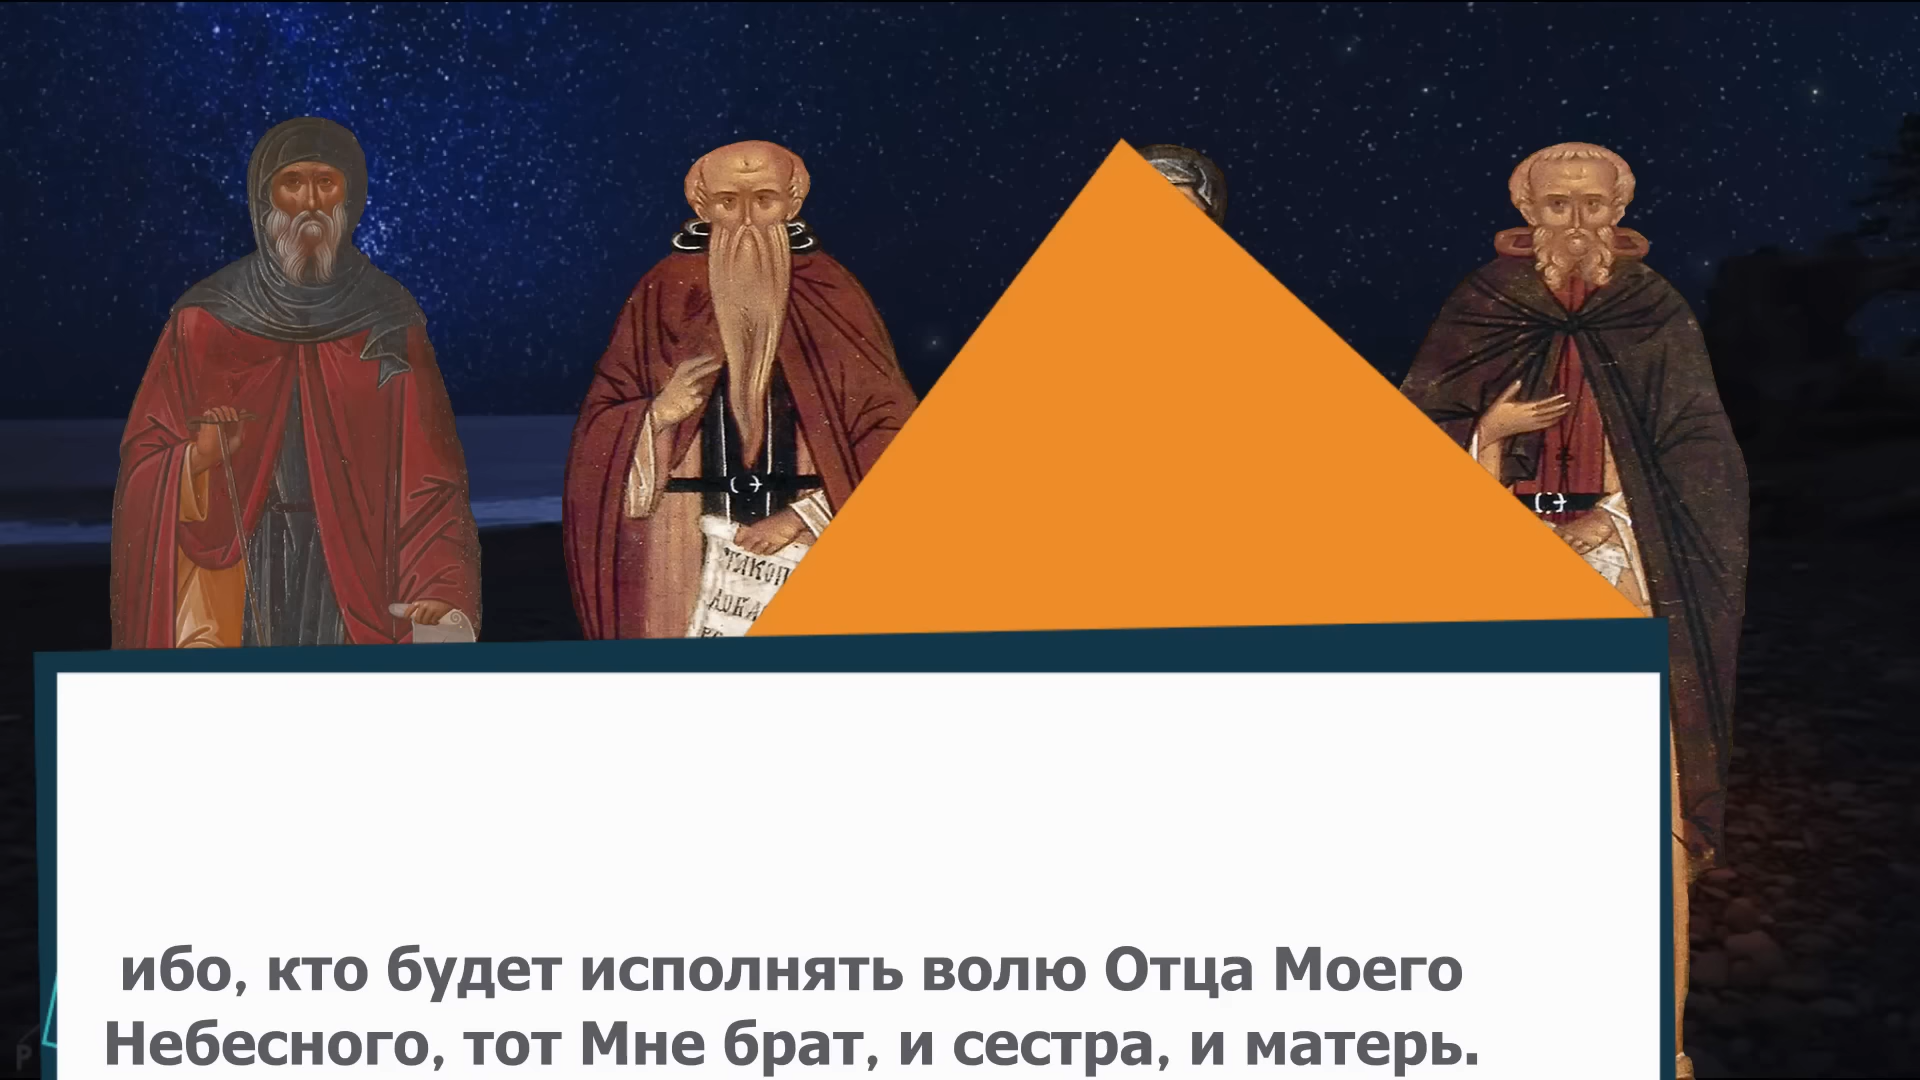 ибо, кто будет исполнять волю Отца Моего
Небесного, тот Мне брат, и сестра, и матерь.